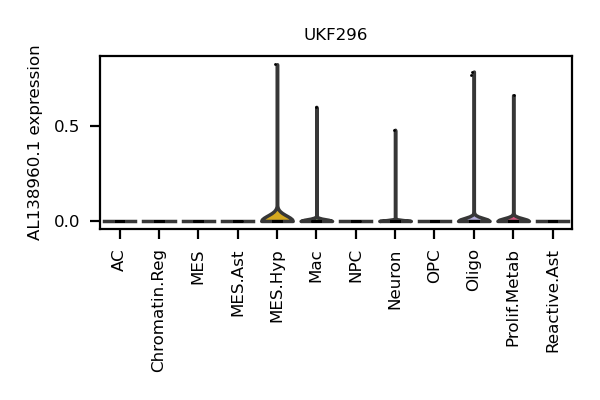 UKF296
AL138960.1 expression
0.5
0.0
AC
Chromatin.Reg
MES
MES.Ast
MES.Hyp
Mac
NPC
Neuron
OPC
Oligo
Prolif.Metab
Reactive.Ast